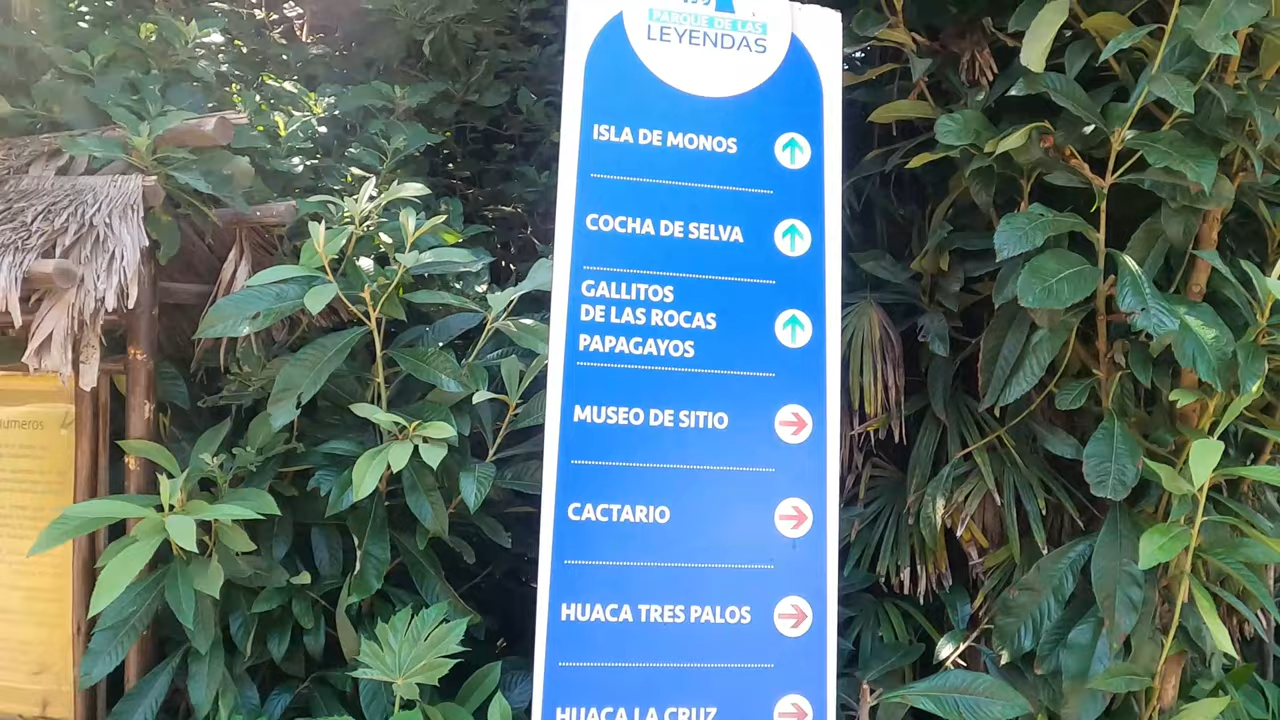 PARQUE DE LAS
LEYENDAS
ISLA DE MONOS
COCHA DE SELVA
GALLITOS
DE LAS ROCAS
PAPAGAYOS
MUSEO DE SITIO
CACTARIO
HUACA TRES PALOS
HUACA LA CRUZ